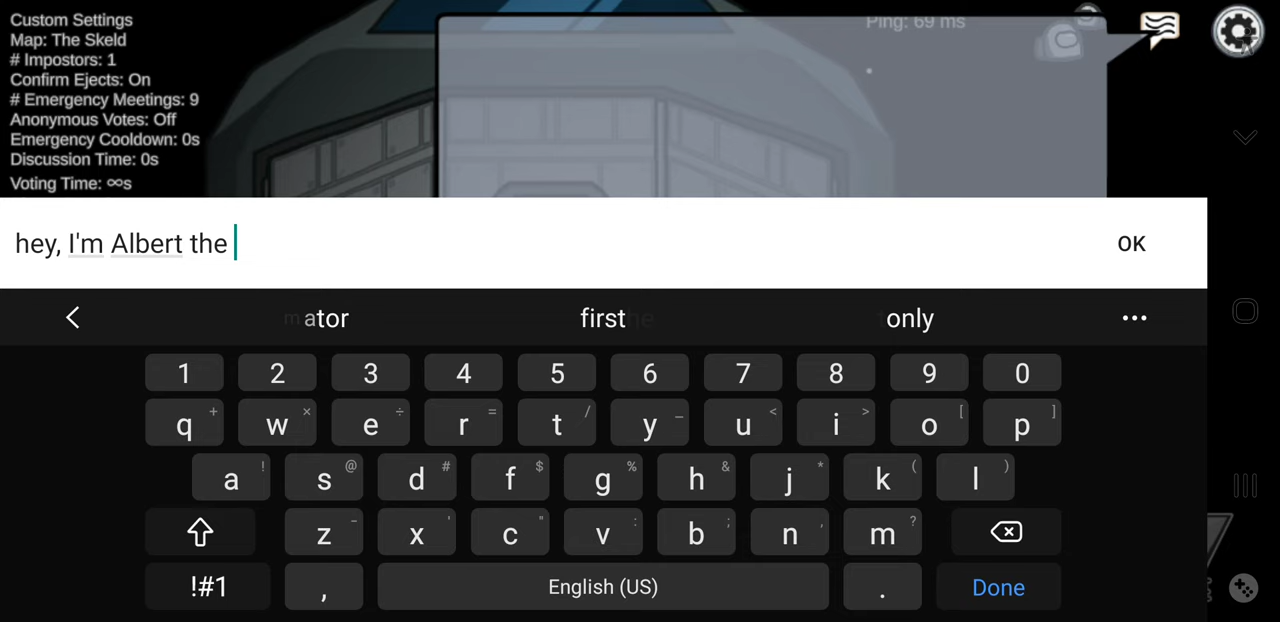 Custom Settings
Map: The Skeld
# Impostors: 1
Confirm Ejects: On
# Emergency Meetings: 9
Anonymous Votes: Off
Emergency Cooldown: 0s
Discussion Time: 0s
Voting Time: ∞s
Ping: 69 ms
hey, I'm Albert the
OK
ator first only
1 2 3 4 5 6 7 8 9 0
q + w × e ÷ r = t / y _ u < i > o [ p ]
a ! s @ d # f $ g % h & j * k ( l )
z - x ' c " v : b ; n , m ?
!#1 , English (US) . Done